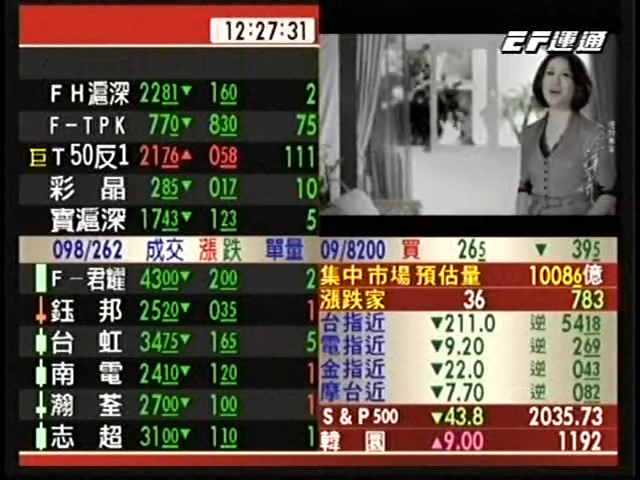 12:27:31
EF運通
FH滬深 2281▼ 160 2
F-TPK 770▼ 830 75
巨T50反1 2176▲ 058 111
彩晶 285▼ 017 10
寶滬深 1743▼ 123 5
098/262 成交 漲跌 單量
F-君耀 4300▼ 200 2
鈺邦 2520▼ 035 1
台虹 3475▼ 165 5
南電 2410▼ 120 1
瀚荃 2700▼ 100 1
志超 3100▼ 110 1
09/8200 買 265 ▼ 395
集中市場預估量 10086億
漲跌家 36 783
台指近 ▼211.0 逆 5418
電指近 ▼9.20 逆 269
金指近 ▼22.0 逆 043
摩台近 ▼7.70 逆 082
S&P500 ▼43.8 2035.73
韓圜 ▲9.00 1192